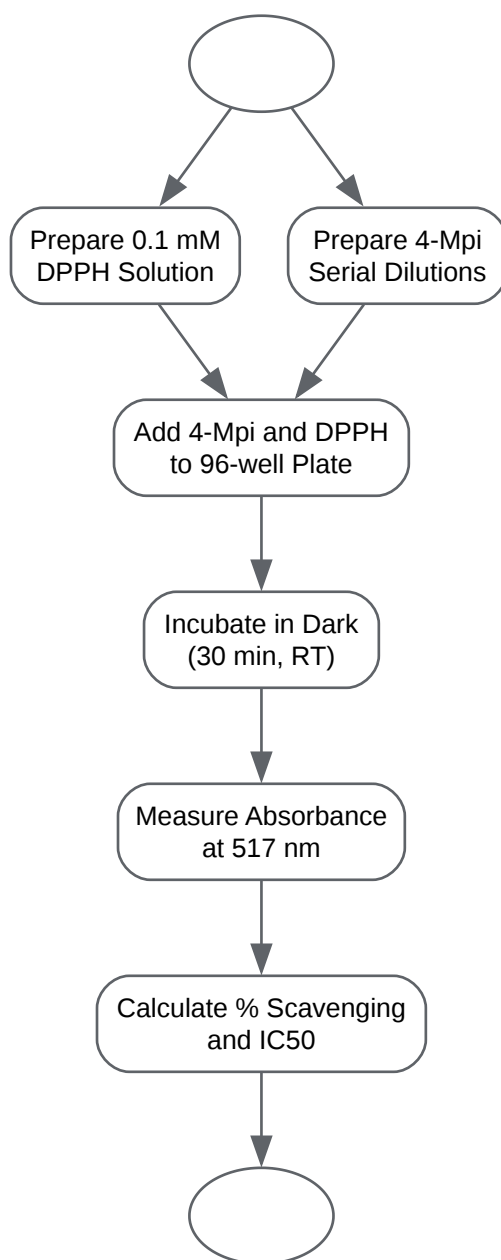 Prepare 0.1 mM
DPPH Solution
Prepare 4-Mpi
Serial Dilutions
Add 4-Mpi and DPPH
to 96-well Plate
Incubate in Dark
(30 min, RT)
Measure Absorbance
at 517 nm
Calculate % Scavenging
and IC50